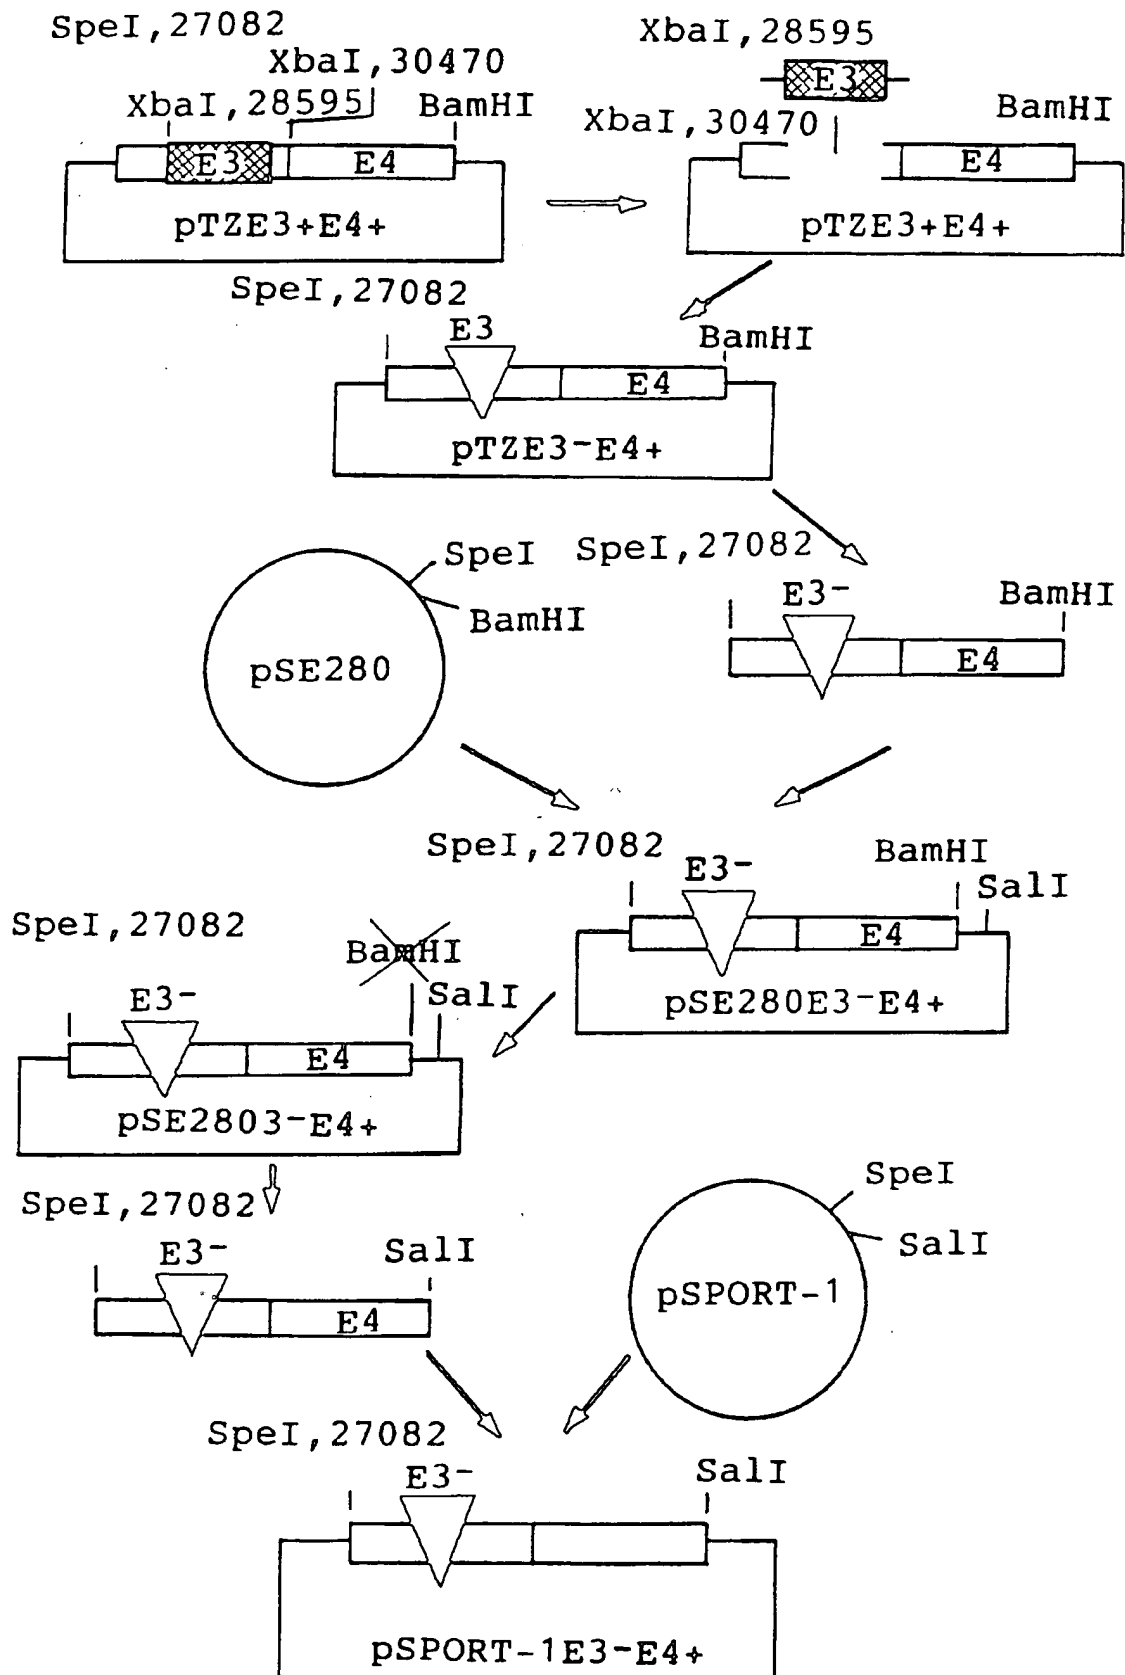 SpeI,27082
XbaI,30470
XbaI,28595
BamHI
E3
E4
pTZE3+E4+
XbaI,28595
E3
XbaI,30470
BamHI
E4
pTZE3+E4+
SpeI,27082
E3
BamHI
E4
pTZE3-E4+
SpeI
BamHI
pSE280
SpeI,27082
E3-
BamHI
E4
SpeI,27082
E3-
BamHI
SalI
E4
pSE280E3-E4+
SpeI,27082
BamHI
E3-
SalI
E4
pSE2803-E4+
SpeI,27082
E3-
SalI
E4
SpeI
SalI
pSPORT-1
SpeI,27082
E3-
SalI
pSPORT-1E3-E4+